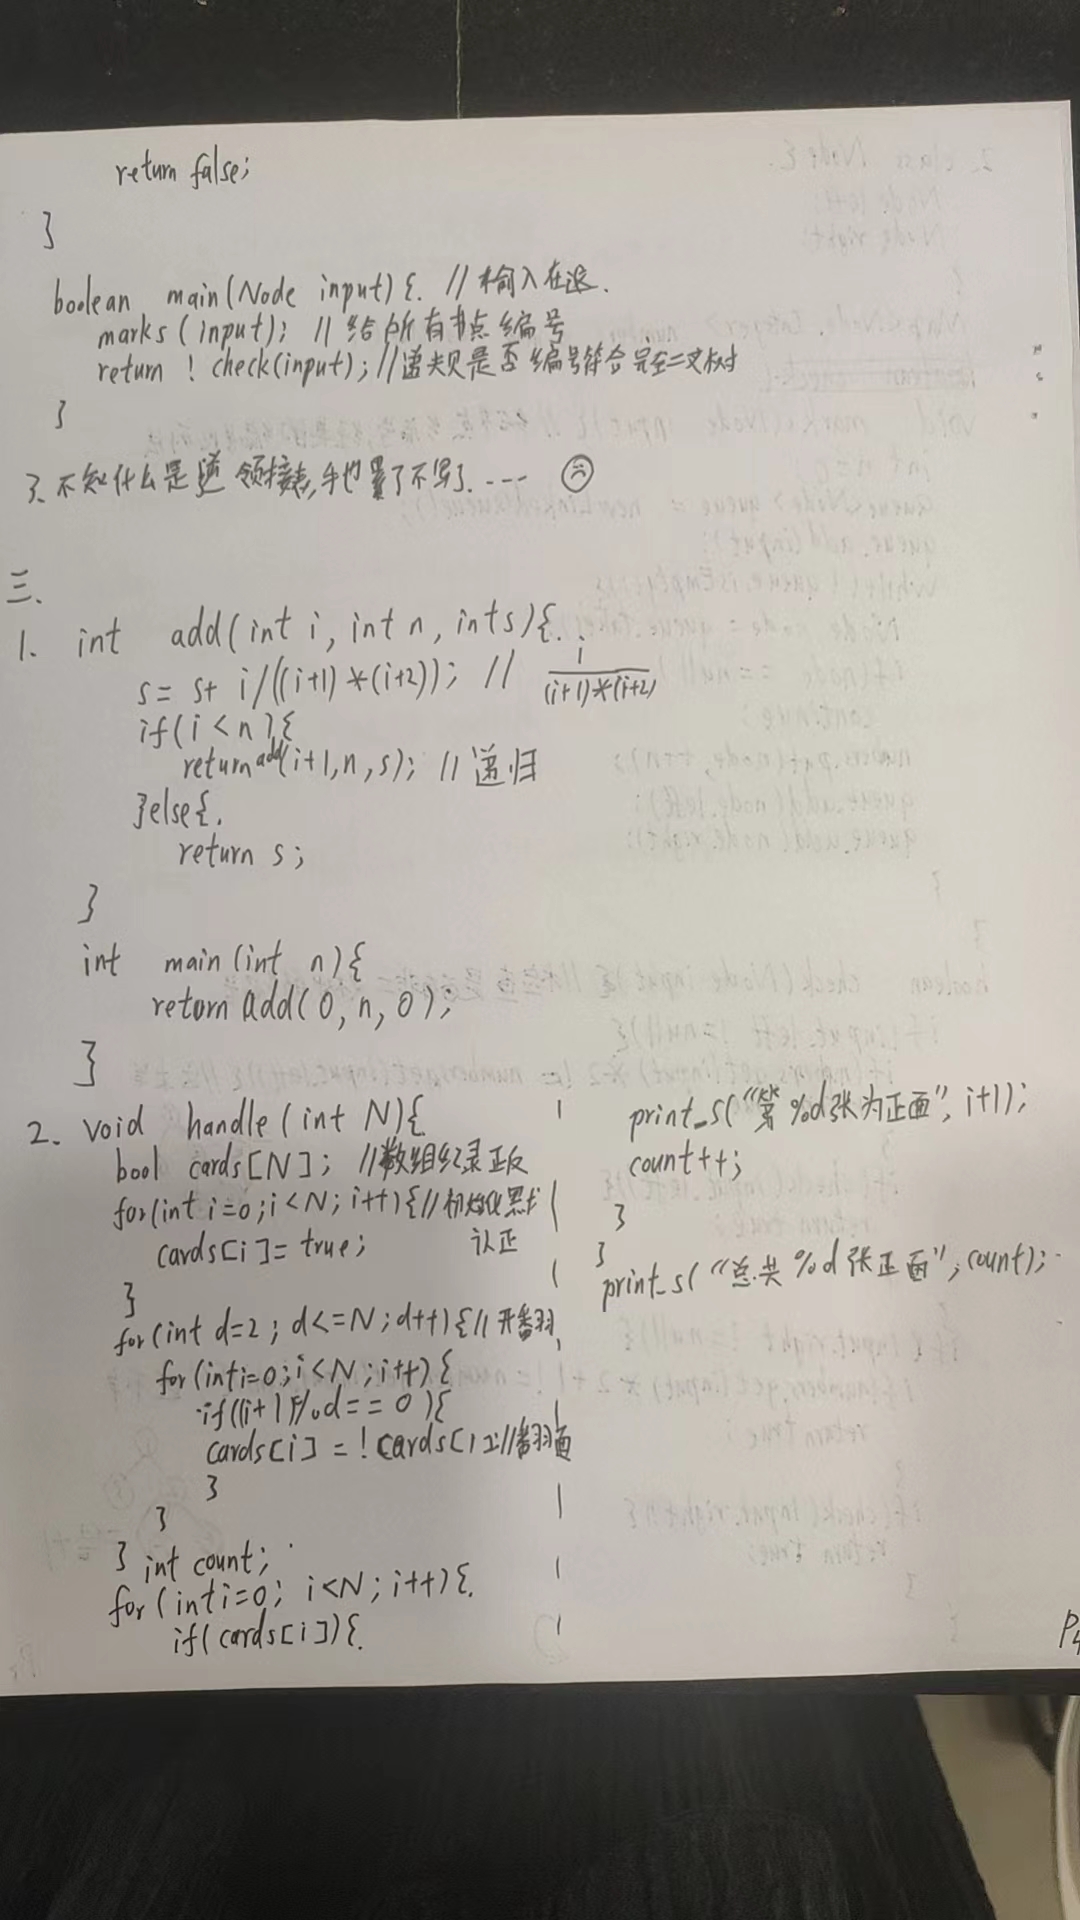 return false;
}
boolean main(Node input){. // 输入在这.
marks(input); // 给所有节点编号
return ! check(input); //递夫贝是否编号符合完全二叉树
}
3、不知什么是逆 领接表,手也累了不写了.----
三、
1、int add(int i, int n, int s){.
s= s+ i/((i+1)*(i+2)); // i/(i+1)*(i+2)
if(i<n){
return add(i+1,n,s); // 递归
}else{.
return s;
}
int main(int n){
return add(0, n, 0);
}
2、void handle(int N){
bool cards[N]; //数组纪录正反
for(int i=0;i<N;i++){//初始化默
认正
cards[i]= true;
}
for(int d=2; d<=N;d++){// 开翻
for(int i=0;i<N;i++){
if((i+1)%d==0){
cards[i]=!cards[i];//翻面
}
}
} int count;
for(int i=0; i<N;i++){.
if(cards[i]){.
print_s("第%d张为正面", i+1);
count++;
}
}
print_s("总共%d张正面",count);
P4